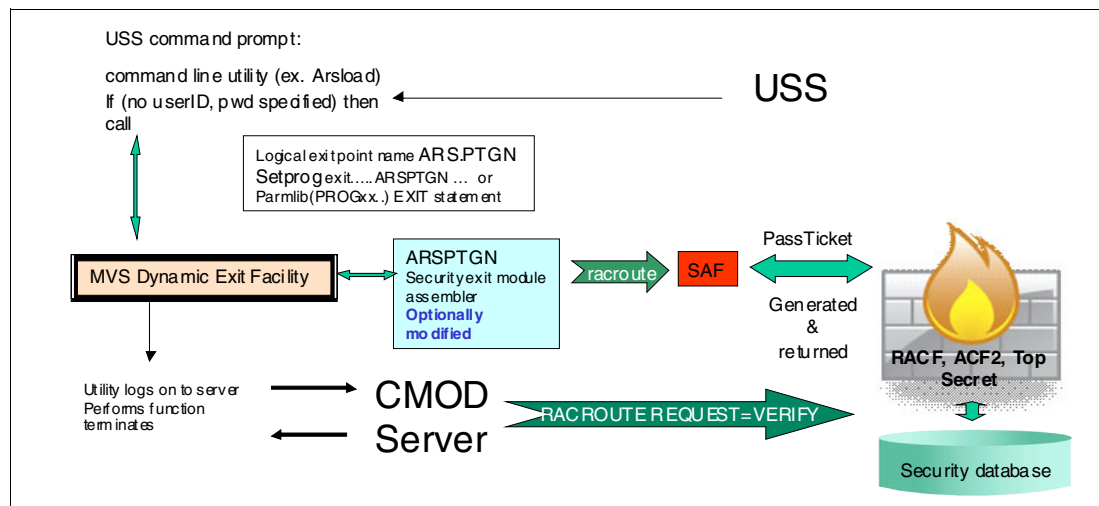 USS command prompt:
command line utility (ex. Arsload)
If (no userID, pwd specified) then
call
USS
Logical exit point name ARS.PTGN
Setprog exit.....ARSPTGN ... or
Parmlib(PROGxx..) EXIT statement
MVS Dynamic Exit Facility
ARSPTGN
Security exit module
assembler
Optionally
modified
racroute
SAF
PassTicket
Generated
&
returned
RACF, ACF2, Top
Secret
Utility logs on to server
Performs function
terminates
CMOD
Server
RACROUTE REQUEST=VERIFY
Security database